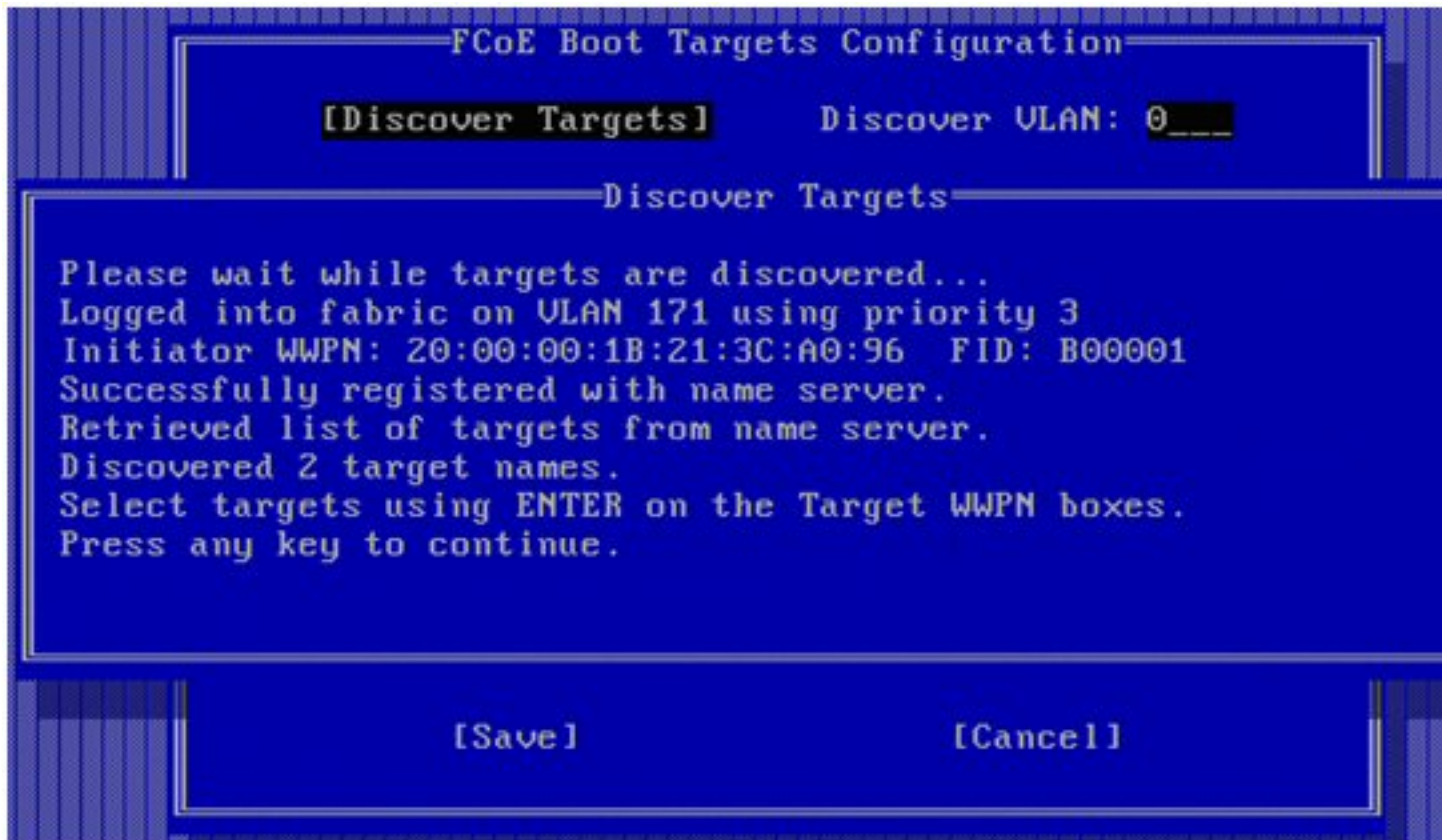 FCoE Boot Targets Configuration
[Discover Targets] Discover VLAN: 0___
Discover Targets
Please wait while targets are discovered...
Logged into fabric on VLAN 171 using priority 3
Initiator WWPN: 20:00:00:1B:21:3C:A0:96 FID: B00001
Successfully registered with name server.
Retrieved list of targets from name server.
Discovered 2 target names.
Select targets using ENTER on the Target WWPN boxes.
Press any key to continue.
[Save] [Cancel]